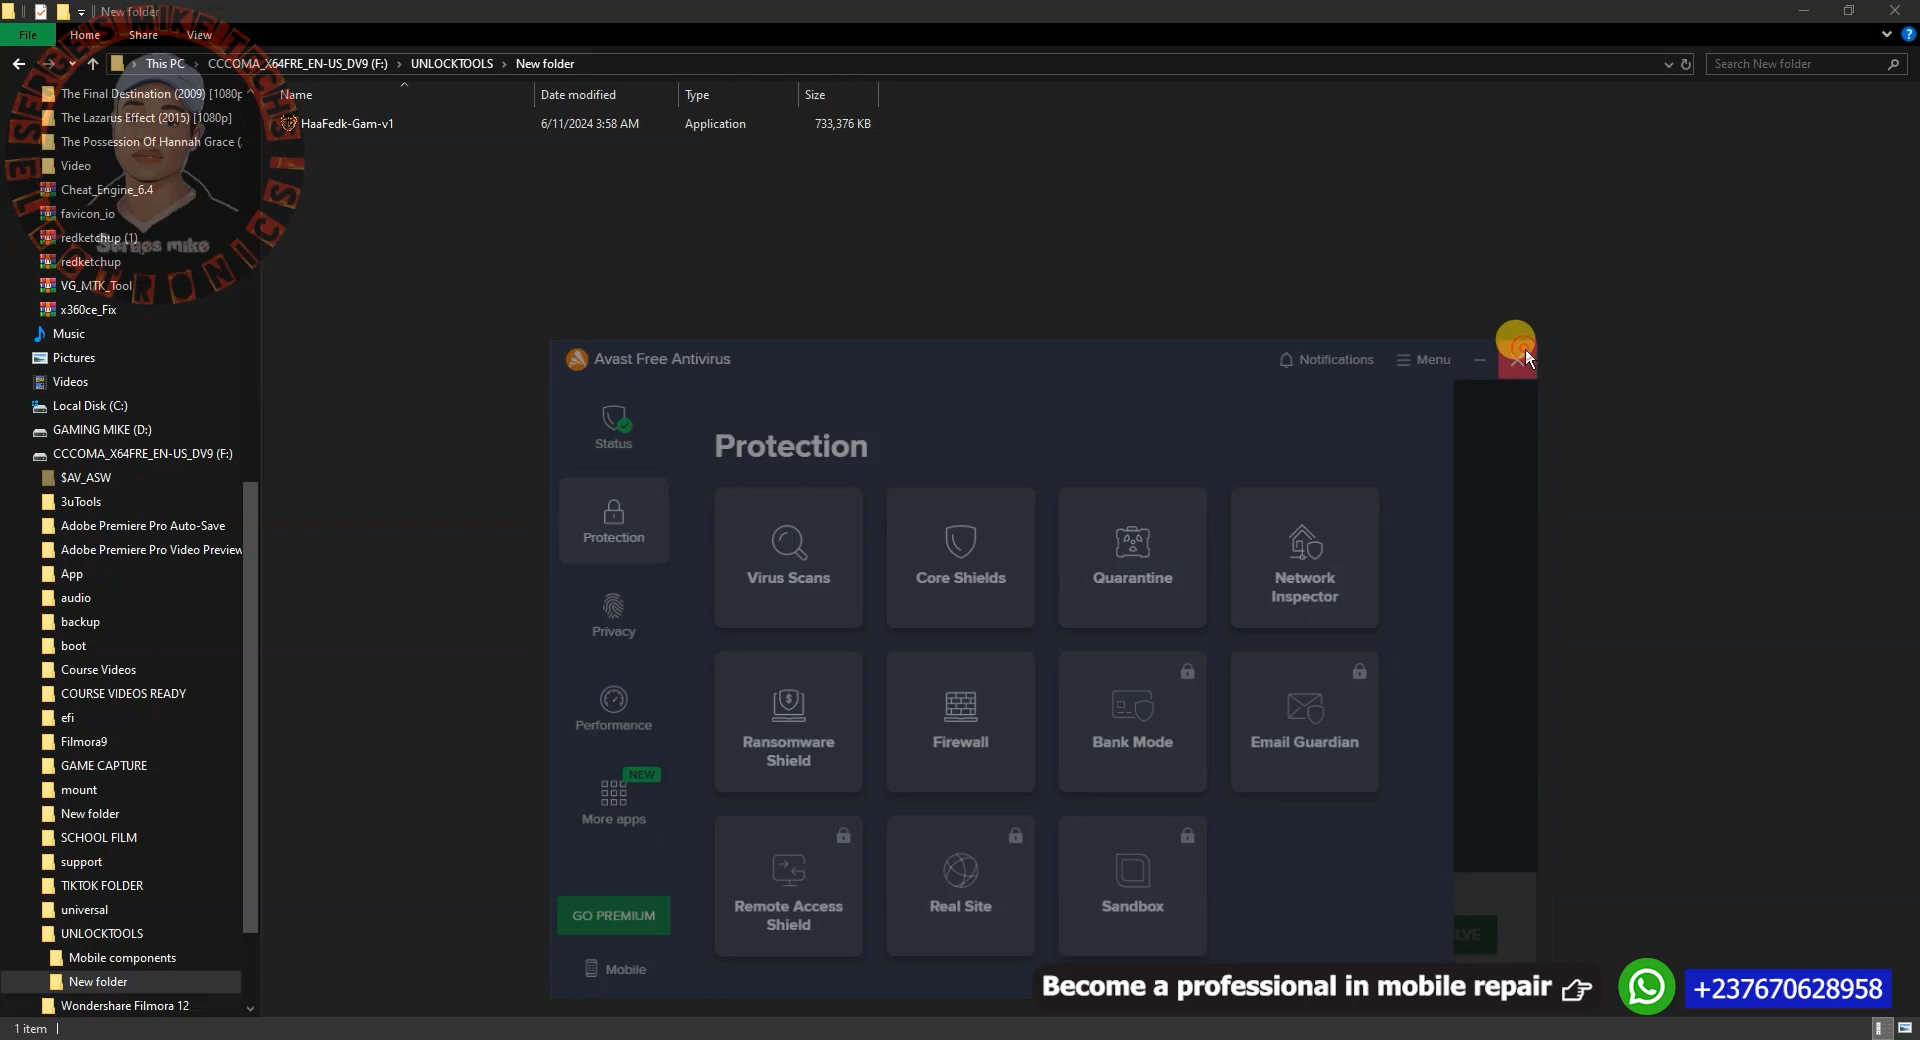 New folder
File Home Share View
This PC > CCCOMA_X64FRE_EN-US_DV9 (F:) > UNLOCKTOOLS > New folder
Search New folder
Name Date modified Type Size
HaaFedk-Gam-v1 6/11/2024 3:58 AM Application 733,376 KB
The Final Destination (2009) [1080p
The Lazarus Effect (2015) [1080p]
The Possession Of Hannah Grace (
Video
Cheat_Engine_6.4
favicon_io
redketchup (1)
redketchup
VG_MTK_Tool
x360ce_Fix
Music
Pictures
Videos
Local Disk (C:)
GAMING MIKE (D:)
CCCOMA_X64FRE_EN-US_DV9 (F:)
$AV_ASW
3uTools
Adobe Premiere Pro Auto-Save
Adobe Premiere Pro Video Preview
App
audio
backup
boot
Course Videos
COURSE VIDEOS READY
efi
Filmora9
GAME CAPTURE
mount
New folder
SCHOOL FILM
support
TIKTOK FOLDER
universal
UNLOCKTOOLS
Mobile components
New folder
Wondershare Filmora 12
1 item
Serges mike
Avast Free Antivirus
Notifications Menu
Status
Protection
Privacy
Performance
NEW
More apps
GO PREMIUM
Mobile
Protection
Virus Scans
Core Shields
Quarantine
Network
Inspector
Ransomware
Shield
Firewall
Bank Mode
Email Guardian
Remote Access
Shield
Real Site
Sandbox
LVE
Become a professional in mobile repair
+237670628958